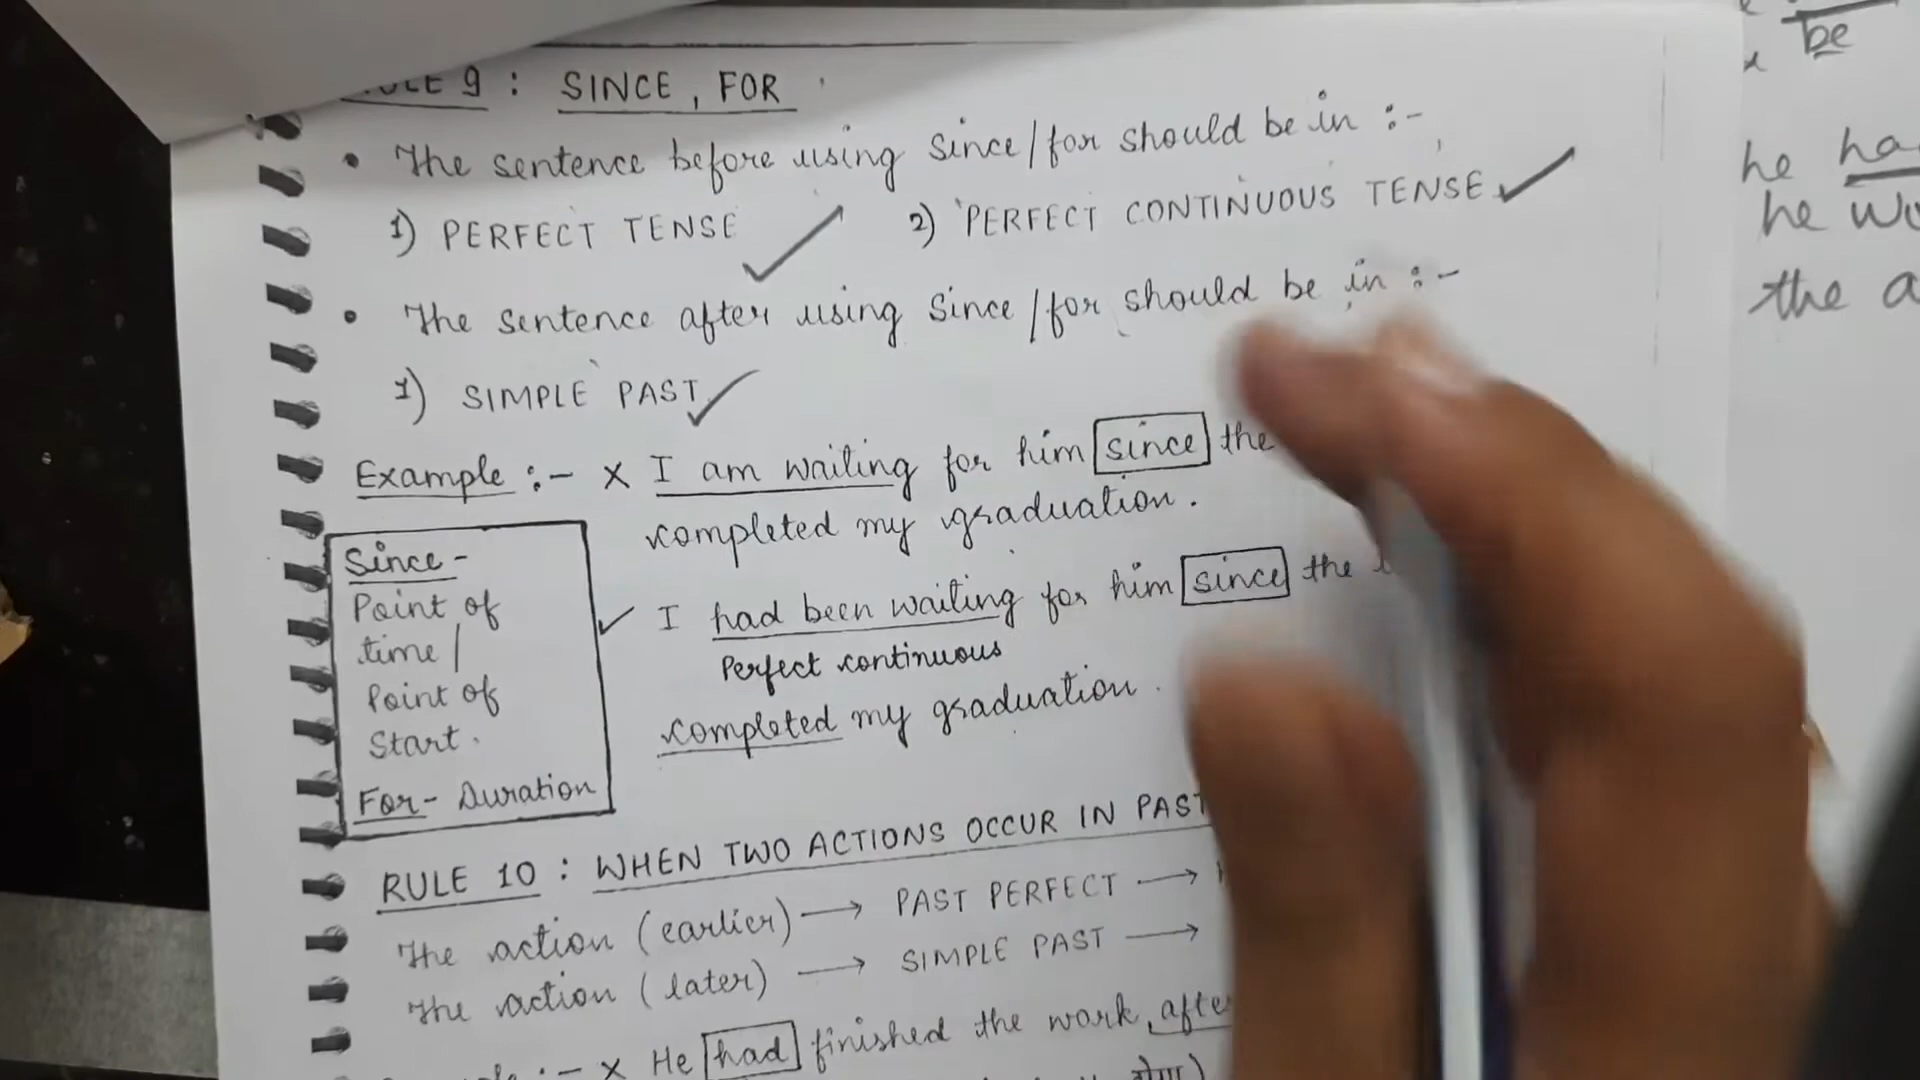 9 : SINCE, FOR
• The sentence before using since/for should be in :-
1) PERFECT TENSE 2) PERFECT CONTINUOUS TENSE
• The sentence after using since/for should be in :-
1) SIMPLE PAST
Example :- x I am waiting for him since the
completed my graduation.
Since -
Point of
time /
Point of
Start.
For - Duration
✓ I had been waiting for him since the
Perfect continuous
completed my graduation.
RULE 10 : WHEN TWO ACTIONS OCCUR IN PAST
The action (earlier) → PAST PERFECT →
The action (later) → SIMPLE PAST →
:- x He had finished the work,
be
he
he
the